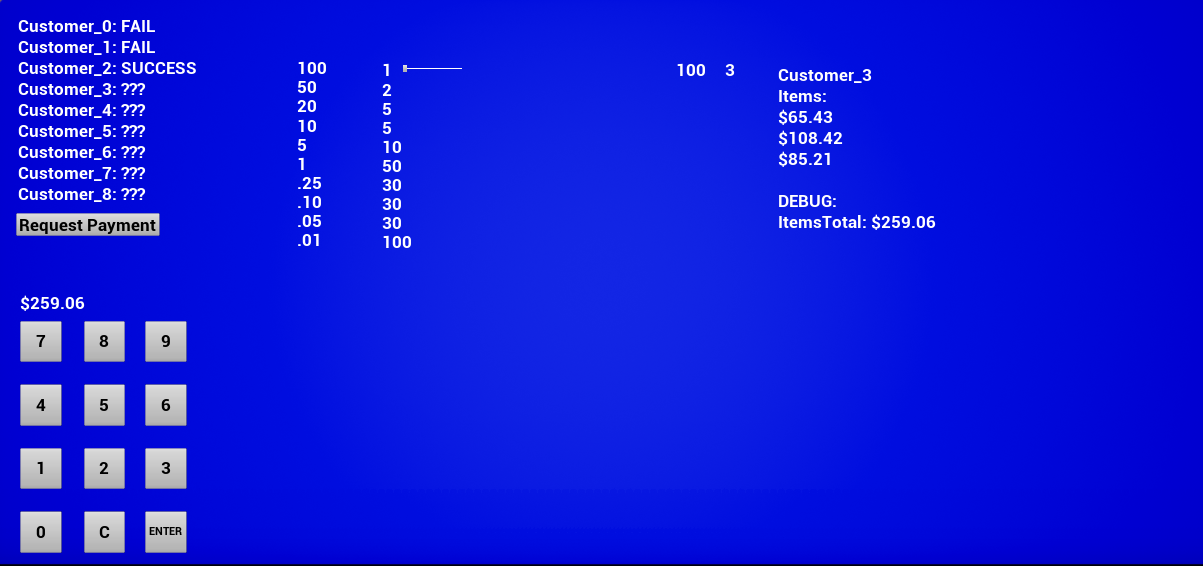 Customer_0: FAIL
Customer_1: FAIL
Customer_2: SUCCESS
Customer_3: ???
Customer_4: ???
Customer_5: ???
Customer_6: ???
Customer_7: ???
Customer_8: ???
Request Payment
100 1
50 2
20 5
10 5
5 10
1 50
.25 30
.10 30
.05 30
.01 100
100 3
Customer_3
Items:
$65.43
$108.42
$85.21
DEBUG:
ItemsTotal: $259.06
$259.06
7 8 9
4 5 6
1 2 3
0 C ENTER